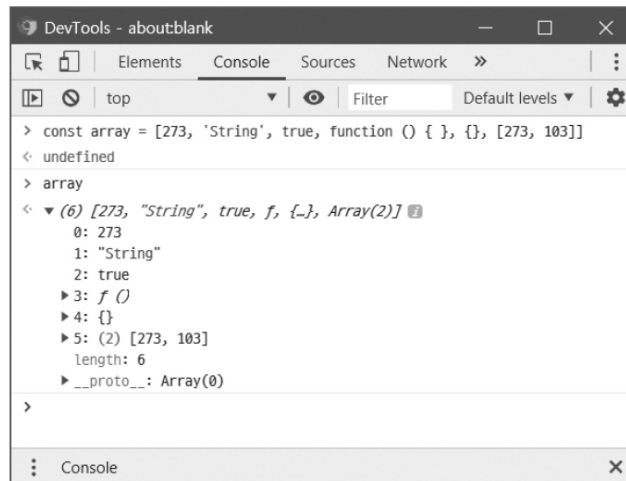 DevTools - about:blank
Elements Console Sources Network »
top ▼ Filter Default levels ▼
> const array = [273, 'String', true, function () { }, {}, [273, 103]]
<· undefined
> array
<· ▼ (6) [273, "String", true, ƒ, {…}, Array(2)] i
0: 273
1: "String"
2: true
▶ 3: ƒ ()
▶ 4: {}
▶ 5: (2) [273, 103]
length: 6
▶ __proto__: Array(0)
>
Console